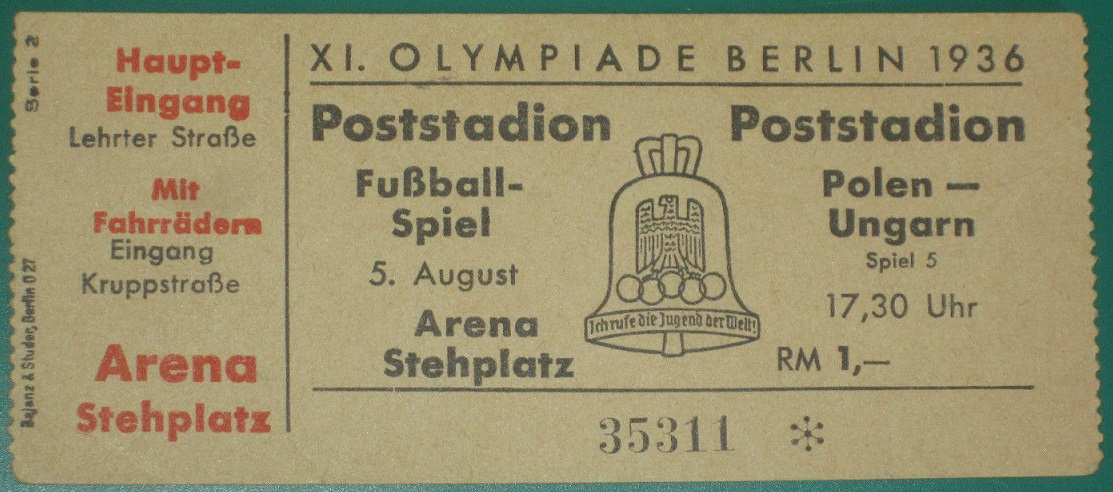 Serie 2
Bajanz & Studer, Berlin O 27
Haupt-
Eingang
Lehrter Straße
Mit
Fahrrädern
Eingang
Kruppstraße
Arena
Stehplatz
XI. OLYMPIADE BERLIN 1936
Poststadion
Fußball-
Spiel
5. August
Arena
Stehplatz
Ich rufe die Jugend der Welt!
Poststadion
Polen —
Ungarn
Spiel 5
17,30 Uhr
RM 1,—
35311 *